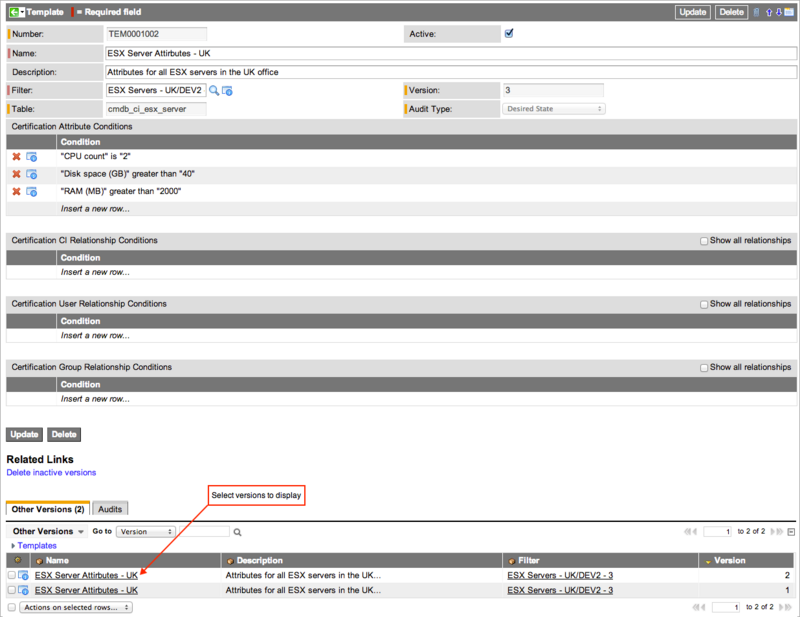 Template = Required field Update Delete
Number: TEM0001002 Active:
Name: ESX Server Attirbutes - UK
Description: Attributes for all ESX servers in the UK office
Filter: ESX Servers - UK/DEV2 Version: 3
Table: cmdb_ci_esx_server Audit Type: Desired State
Certification Attribute Conditions
Condition
"CPU count" is "2"
"Disk space (GB)" greater than "40"
"RAM (MB)" greater than "2000"
Insert a new row...
Certification CI Relationship Conditions Show all relationships
Condition
Insert a new row...
Certification User Relationship Conditions Show all relationships
Condition
Insert a new row...
Certification Group Relationship Conditions Show all relationships
Condition
Insert a new row...
Update Delete
Related Links
Delete inactive versions
Select versions to display
Other Versions (2) Audits
Other Versions Go to Version 1 to 2 of 2
Templates
Name Description Filter Version
ESX Server Attirbutes - UK Attributes for all ESX servers in the UK... ESX Servers - UK/DEV2 - 3 2
ESX Server Attirbutes - UK Attributes for all ESX servers in the UK... ESX Servers - UK/DEV2 - 3 1
Actions on selected rows... 1 to 2 of 2